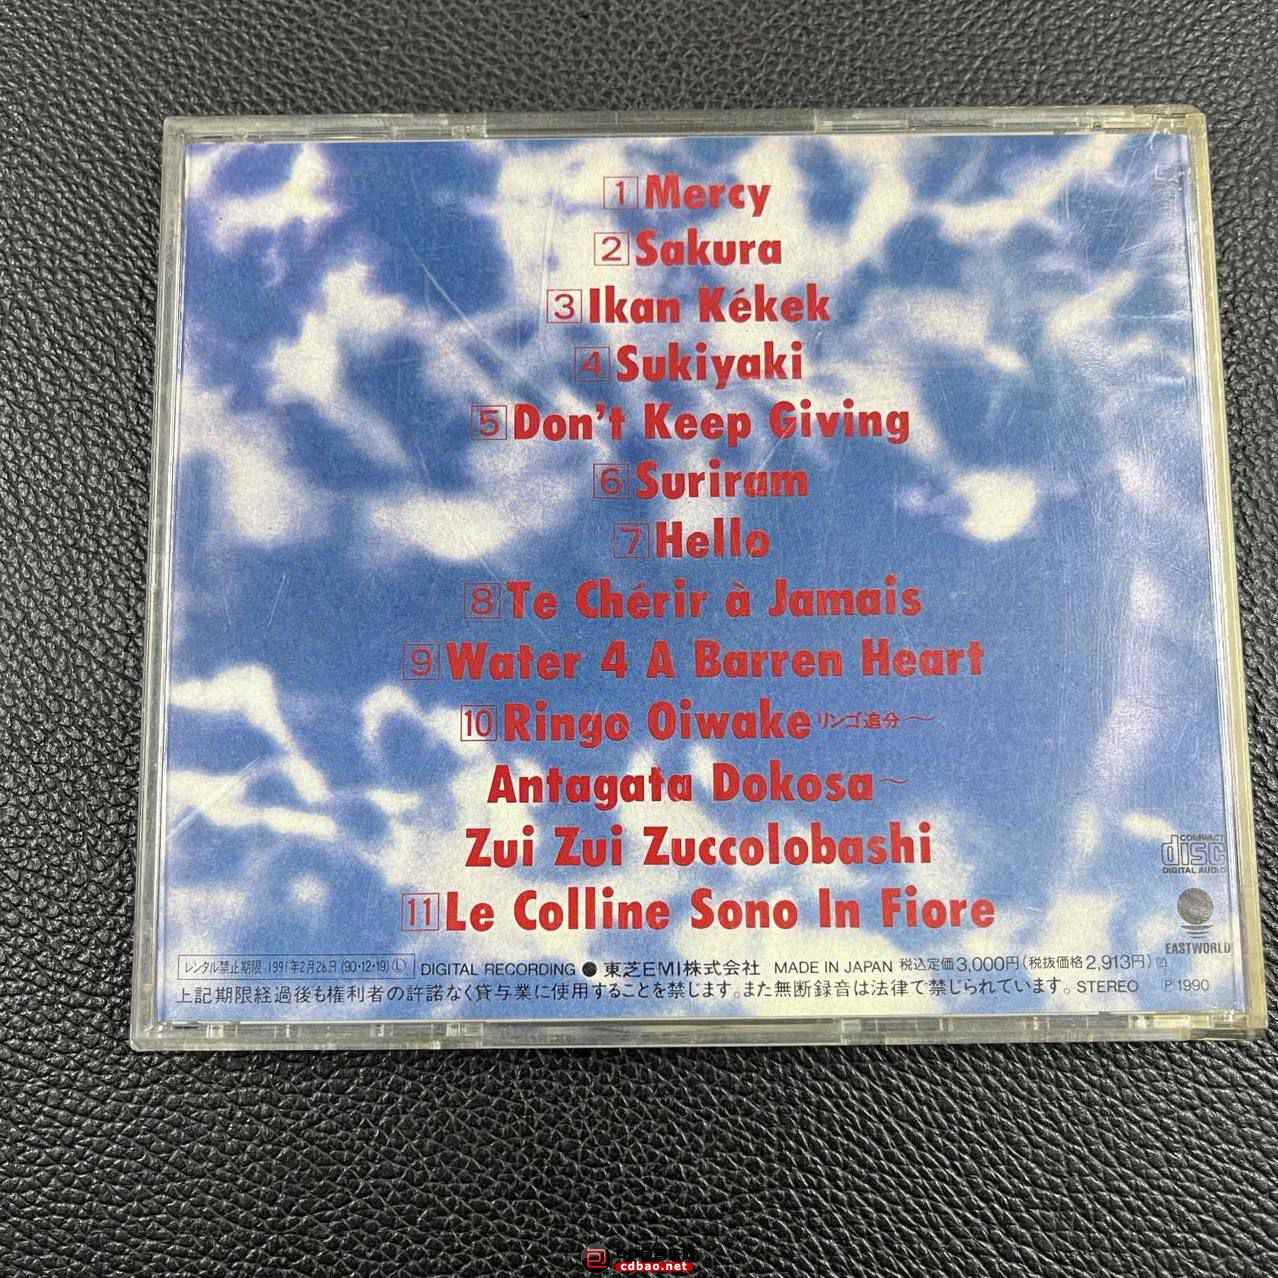 1 Mercy
2 Sakura
3 Ikan Kékek
4 Sukiyaki
5 Don't Keep Giving
6 Suriram
7 Hello
8 Te Chérir à Jamais
9 Water 4 A Barren Heart
10 Ringo Oiwake リンゴ追分～
Antagata Dokosa～
Zui Zui Zuccolobashi
11 Le Colline Sono In Fiore
COMPACT
disc
DIGITAL AUDIO
EASTWORLD
レンタル禁止期限 1991年2月26日 (90・12・19) Ⓛ DIGITAL RECORDING ● 東芝EMI株式会社 MADE IN JAPAN 税込定価3,000円(税抜価格2,913円)
上記期限経過後も権利者の許諾なく賃与業に使用することを禁じます。また無断録音は法律で禁じられています。 STEREO P 1990
cdbao.net